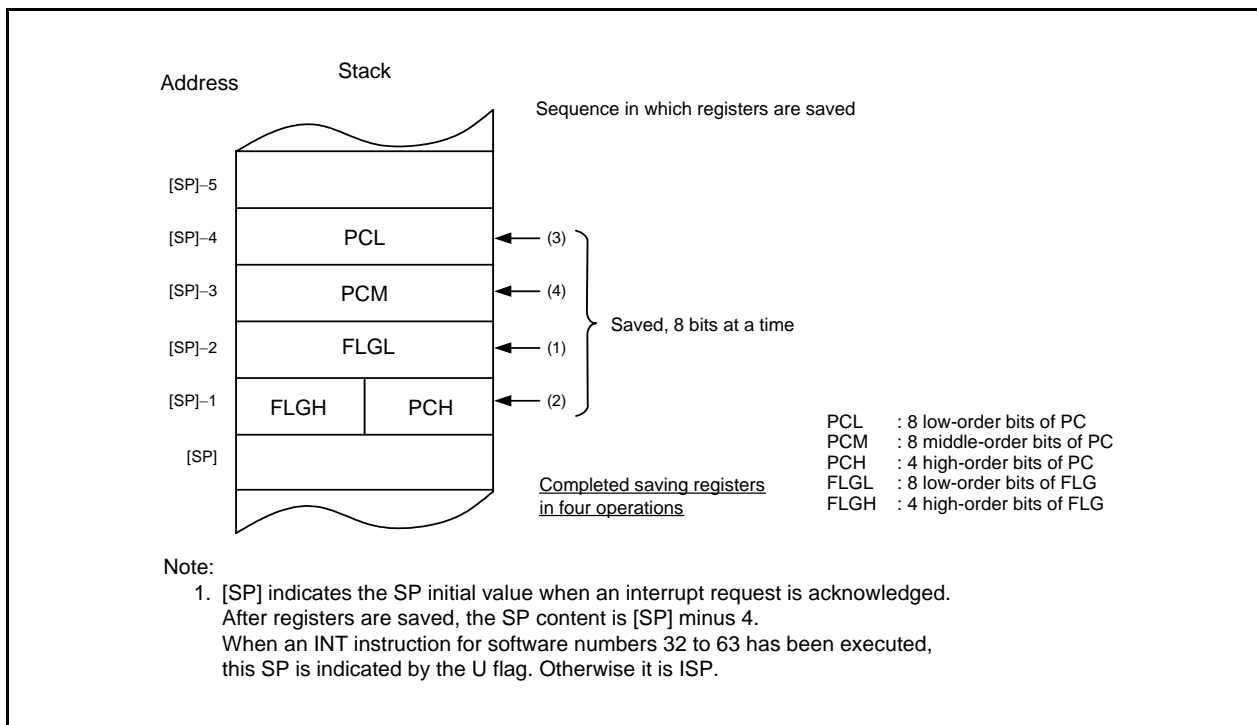 Address
Stack
Sequence in which registers are saved
[SP]−5
[SP]−4
PCL
(3)
[SP]−3
PCM
(4)
Saved, 8 bits at a time
[SP]−2
FLGL
(1)
[SP]−1
FLGH
PCH
(2)
[SP]
PCL : 8 low-order bits of PC
PCM : 8 middle-order bits of PC
PCH : 4 high-order bits of PC
FLGL : 8 low-order bits of FLG
FLGH : 4 high-order bits of FLG
Completed saving registers
in four operations
Note:
1. [SP] indicates the SP initial value when an interrupt request is acknowledged.
After registers are saved, the SP content is [SP] minus 4.
When an INT instruction for software numbers 32 to 63 has been executed,
this SP is indicated by the U flag. Otherwise it is ISP.